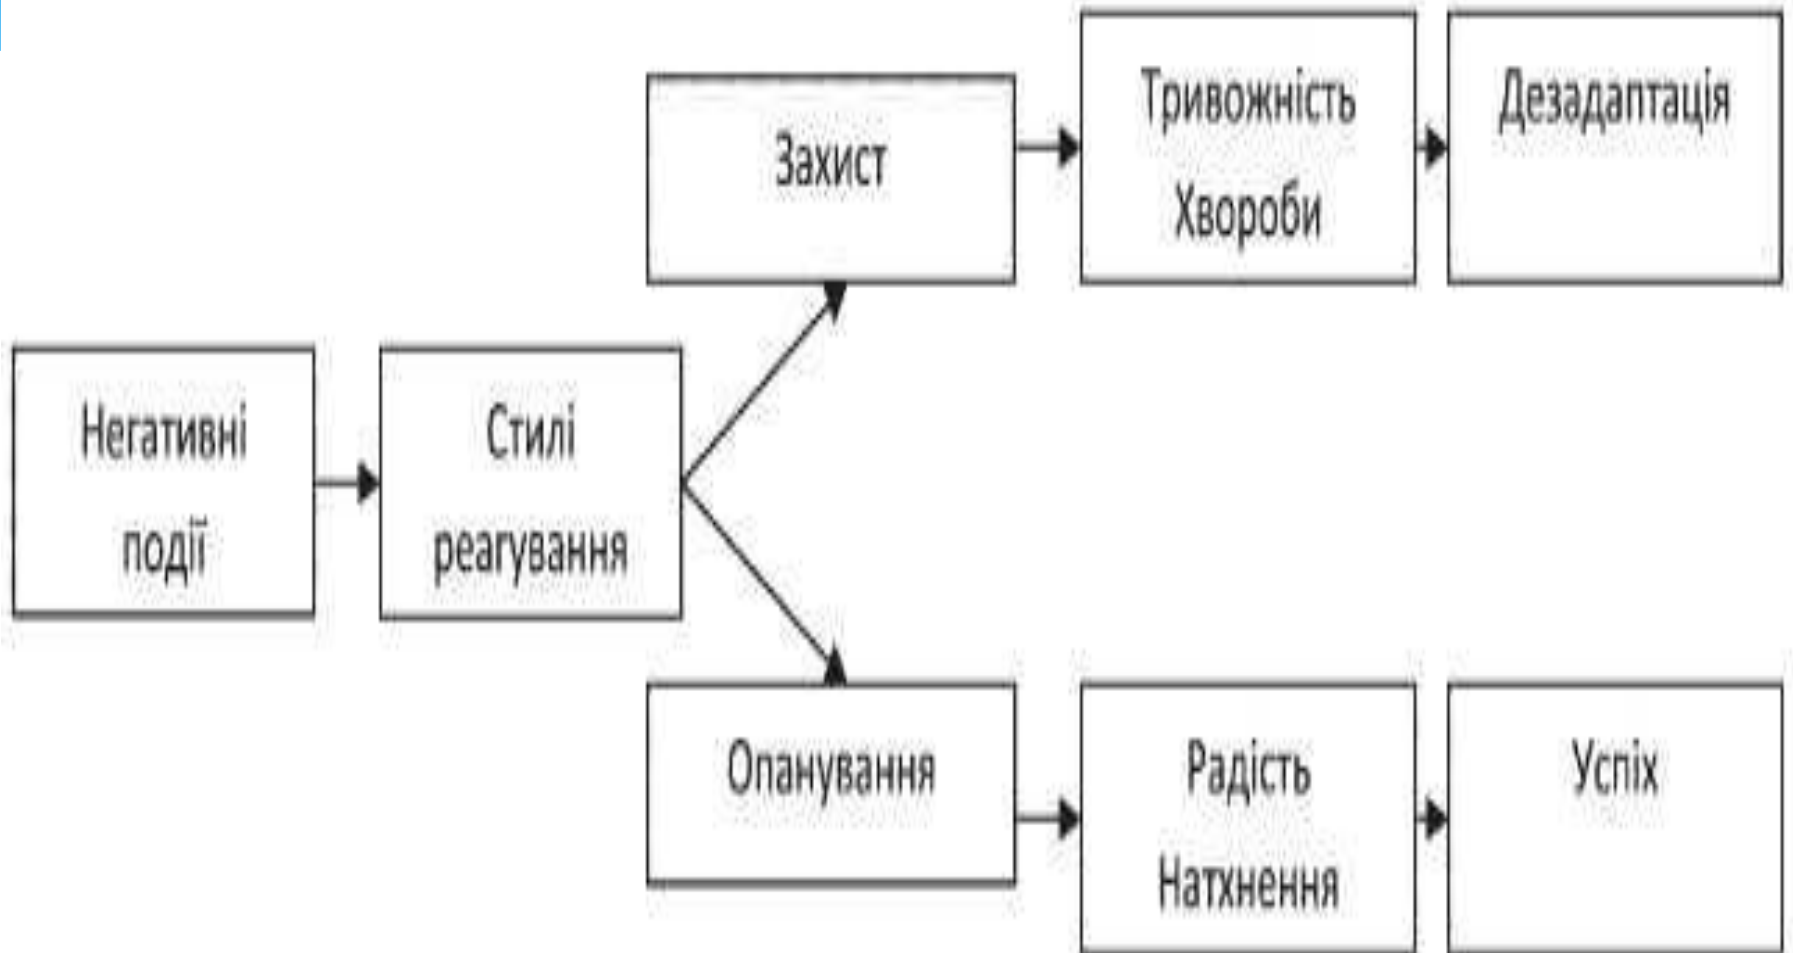 Захист
Тривожність
Хвороби
Дезадаптація
Негативні
події
Стилі
реагування
Опанування
Радість
Натхнення
Успіх